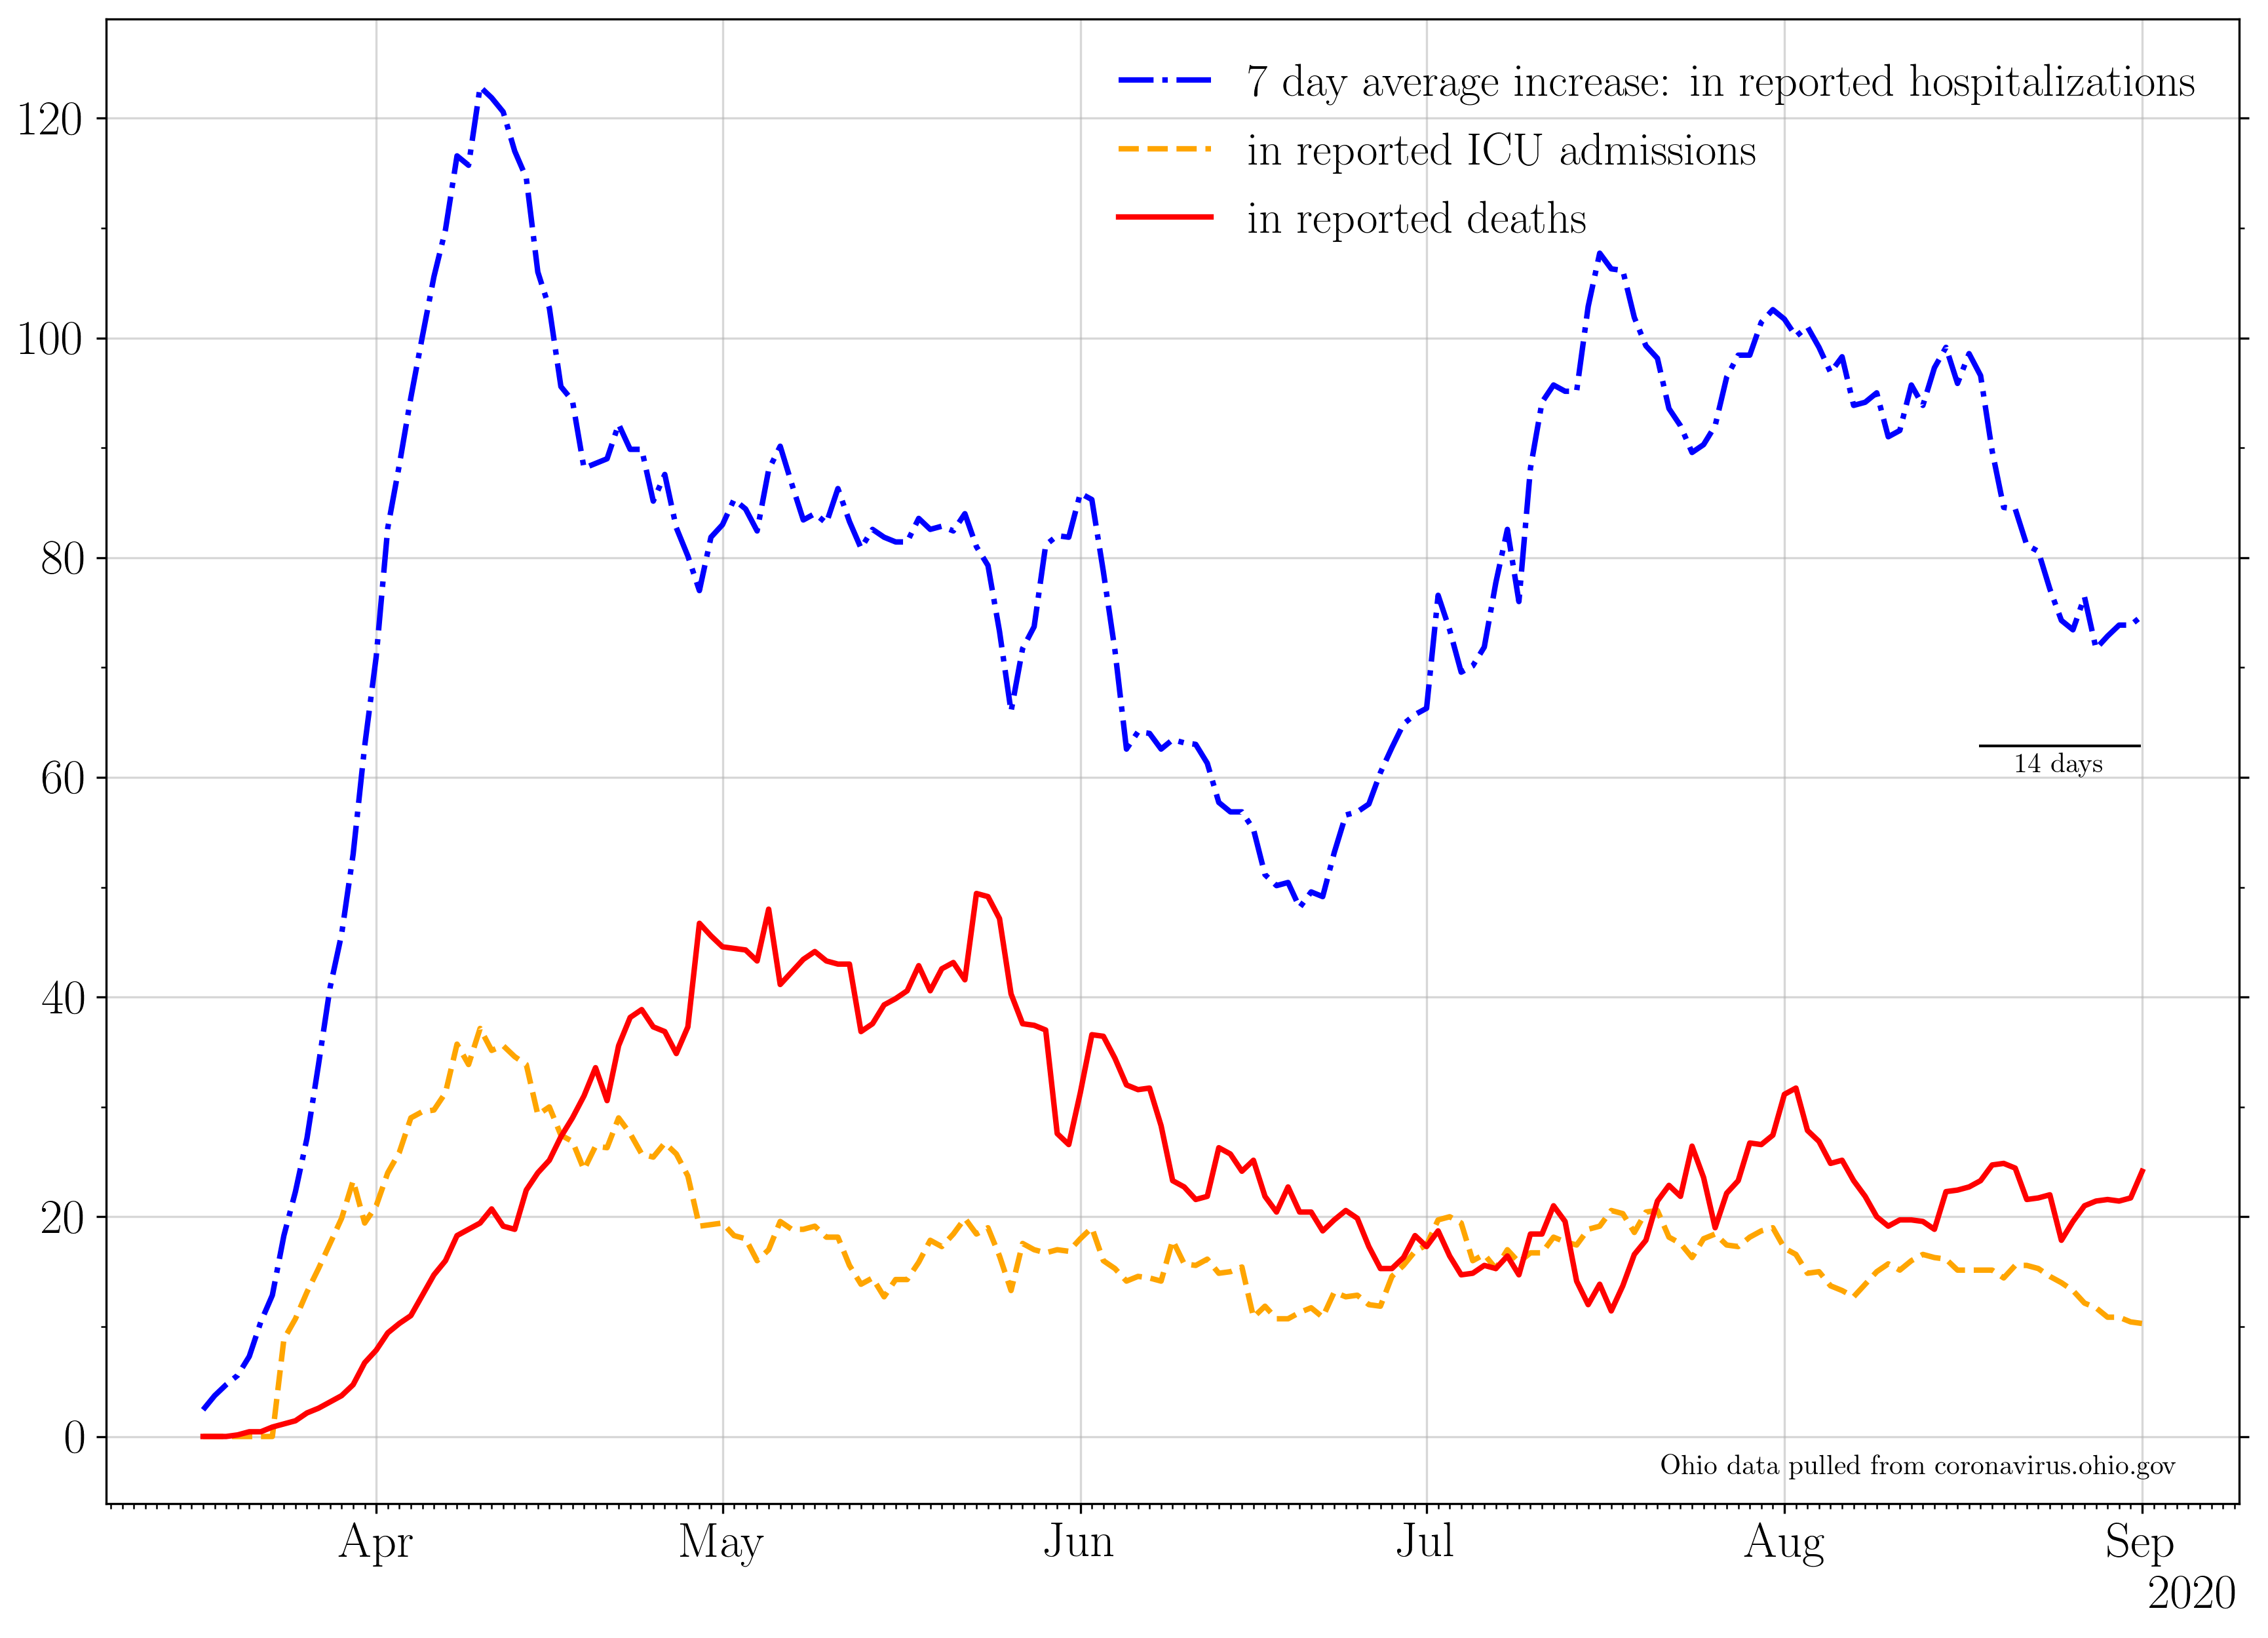 7 day average increase: in reported hospitalizations
in reported ICU admissions
in reported deaths
120
100
80
60
40
20
0
14 days
Ohio data pulled from coronavirus.ohio.gov
Apr May Jun Jul Aug Sep
2020